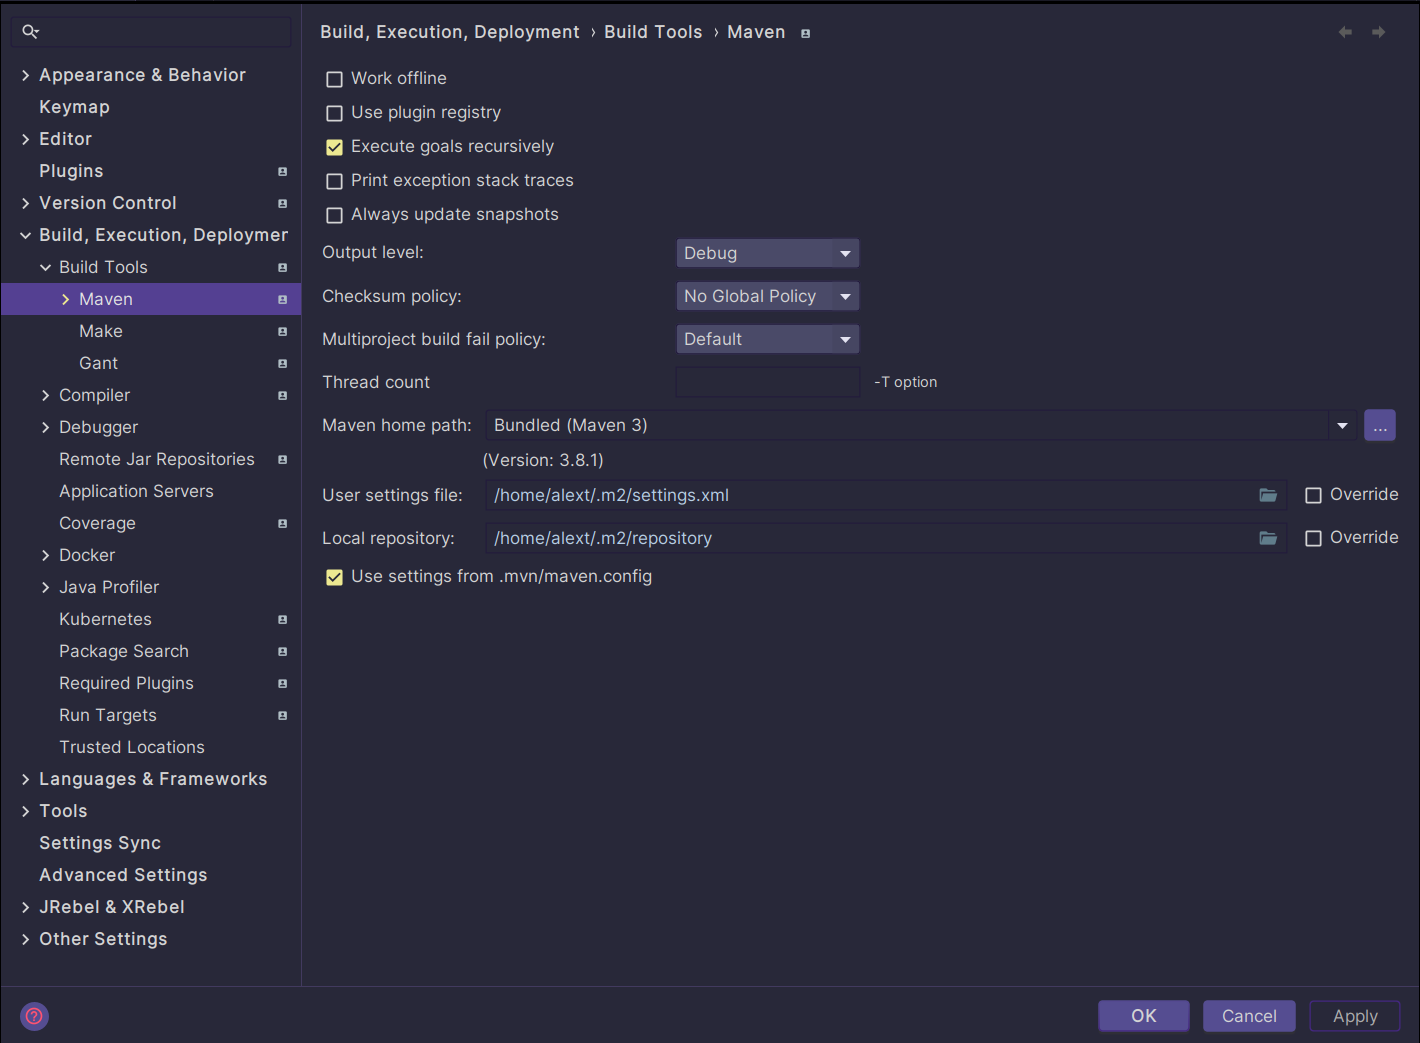 Build, Execution, Deployment › Build Tools › Maven
Appearance & Behavior
Keymap
Editor
Plugins
Version Control
Build, Execution, Deploymen
Build Tools
Maven
Make
Gant
Compiler
Debugger
Remote Jar Repositories
Application Servers
Coverage
Docker
Java Profiler
Kubernetes
Package Search
Required Plugins
Run Targets
Trusted Locations
Languages & Frameworks
Tools
Settings Sync
Advanced Settings
JRebel & XRebel
Other Settings
Work offline
Use plugin registry
Execute goals recursively
Print exception stack traces
Always update snapshots
Output level: Debug
Checksum policy: No Global Policy
Multiproject build fail policy: Default
Thread count -T option
Maven home path: Bundled (Maven 3) ...
(Version: 3.8.1)
User settings file: /home/alext/.m2/settings.xml Override
Local repository: /home/alext/.m2/repository Override
Use settings from .mvn/maven.config
? OK Cancel Apply